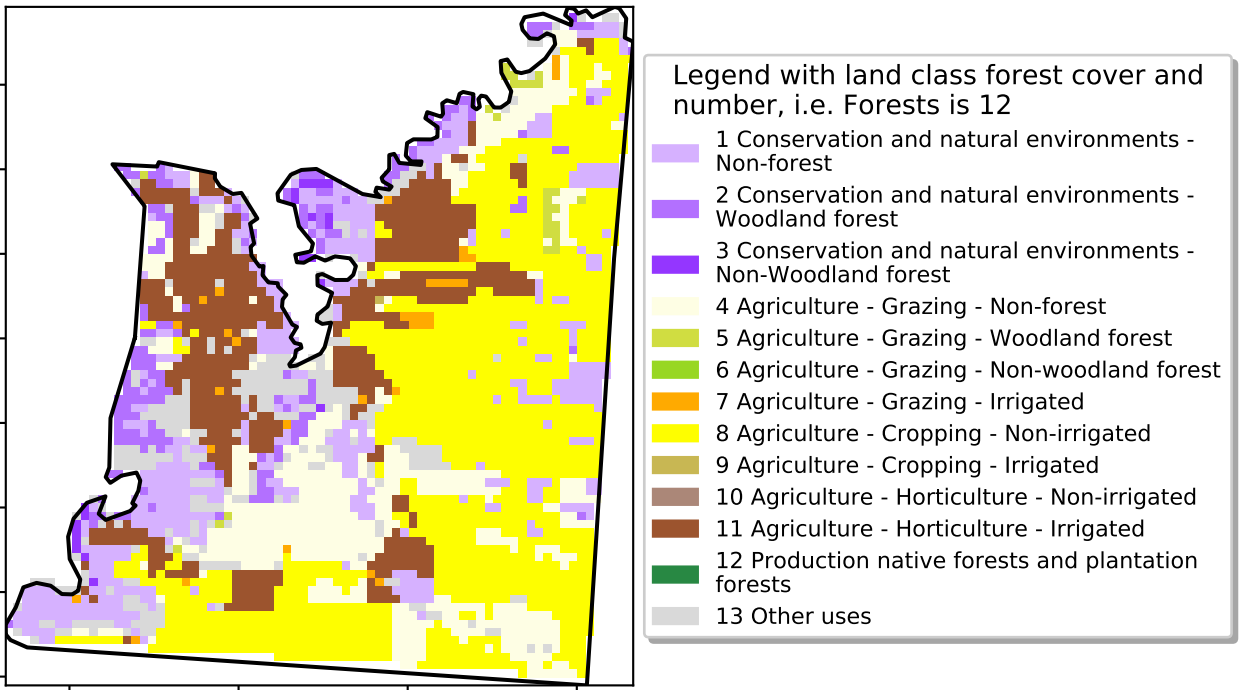 Legend with land class forest cover and
number, i.e. Forests is 12
1 Conservation and natural environments -
Non-forest
2 Conservation and natural environments -
Woodland forest
3 Conservation and natural environments -
Non-Woodland forest
4 Agriculture - Grazing - Non-forest
5 Agriculture - Grazing - Woodland forest
6 Agriculture - Grazing - Non-woodland forest
7 Agriculture - Grazing - Irrigated
8 Agriculture - Cropping - Non-irrigated
9 Agriculture - Cropping - Irrigated
10 Agriculture - Horticulture - Non-irrigated
11 Agriculture - Horticulture - Irrigated
12 Production native forests and plantation
forests
13 Other uses